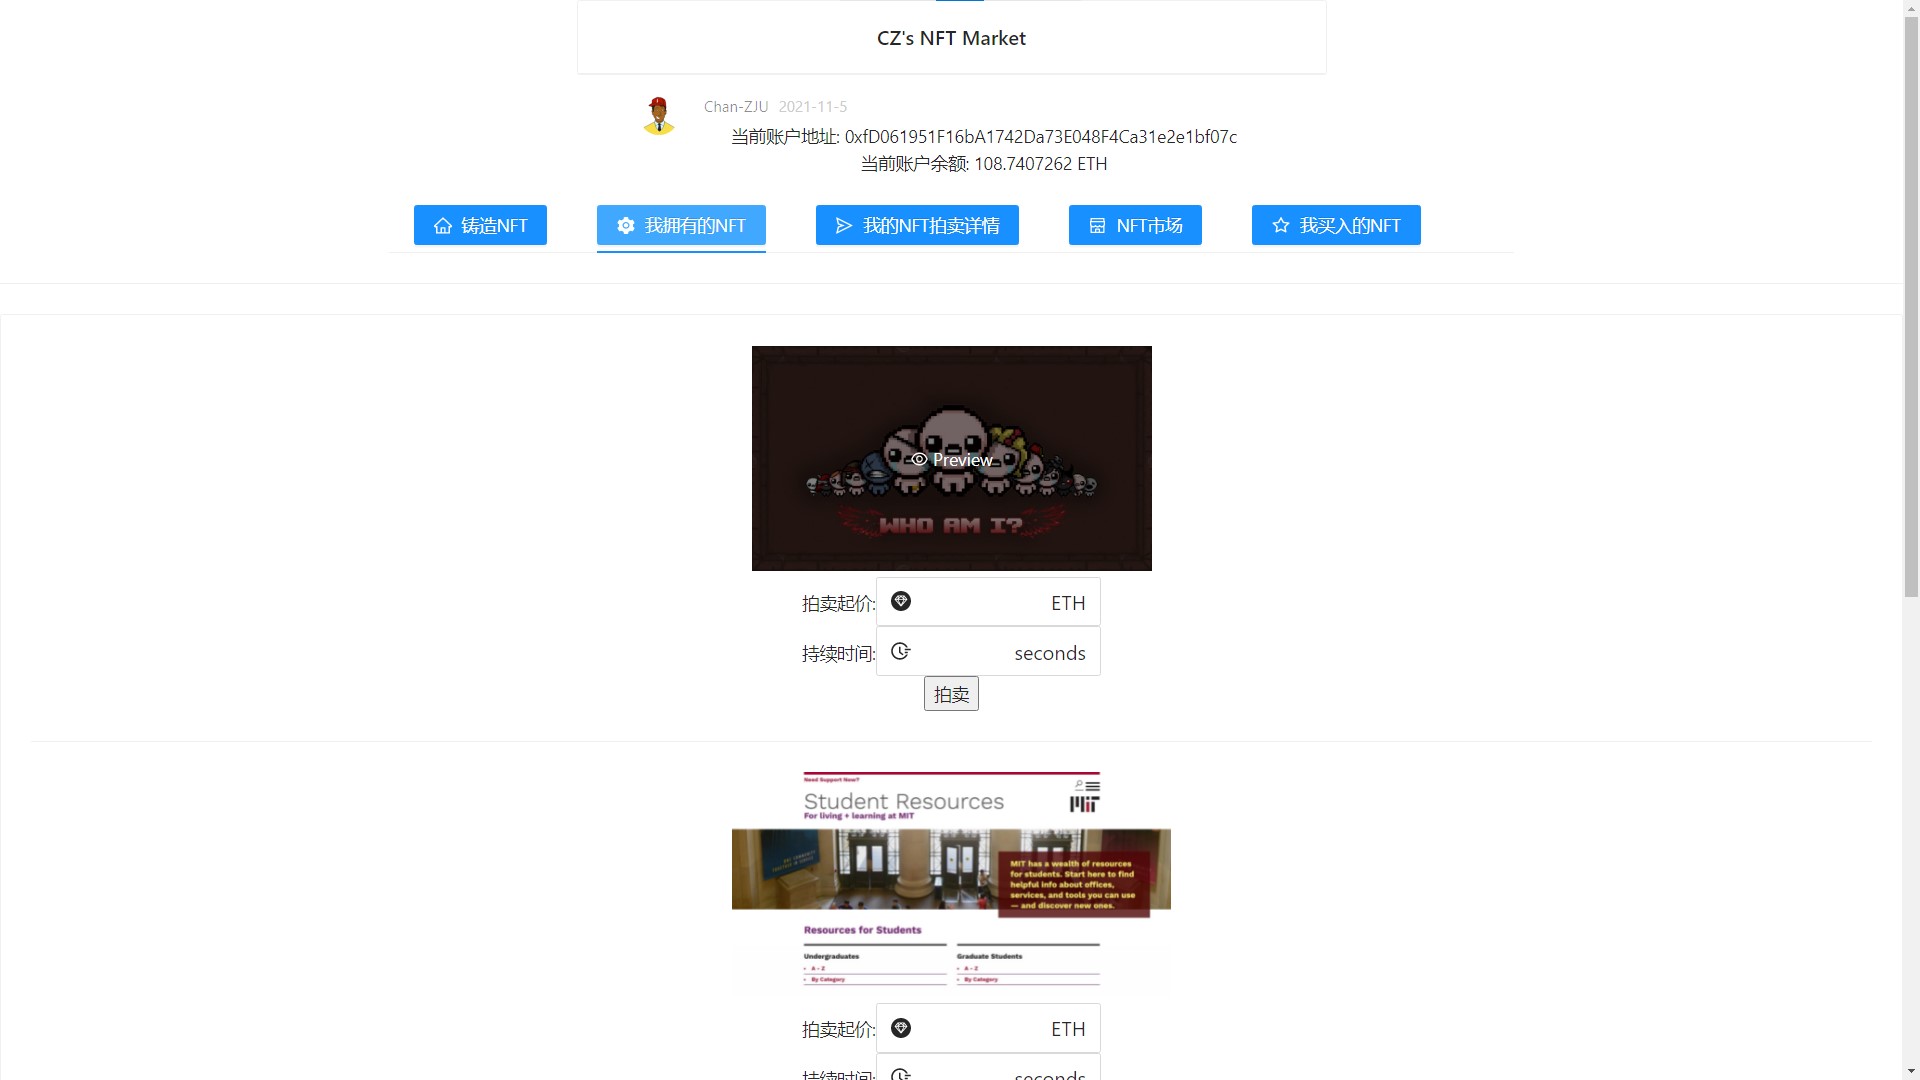 CZ's NFT Market
Chan-ZJU 2021-11-5
当前账户地址: 0xfD061951F16bA1742Da73E048F4Ca31e2e1bf07c
当前账户余额: 108.7407262 ETH
铸造NFT
我拥有的NFT
我的NFT拍卖详情
NFT市场
我买入的NFT
Preview
WHO AM I?
拍卖起价: ETH
持续时间: seconds
拍卖
Need Support Now?
Student Resources
MIT
For living + learning at MIT
MIT has a wealth of resources
for students. Start here to find
helpful info about offices,
services, and tools you can use
— and discover new ones.
Resources for Students
Undergraduates
A – Z
By Category
Graduate Students
A – Z
By Category
拍卖起价: ETH
持续时间: seconds